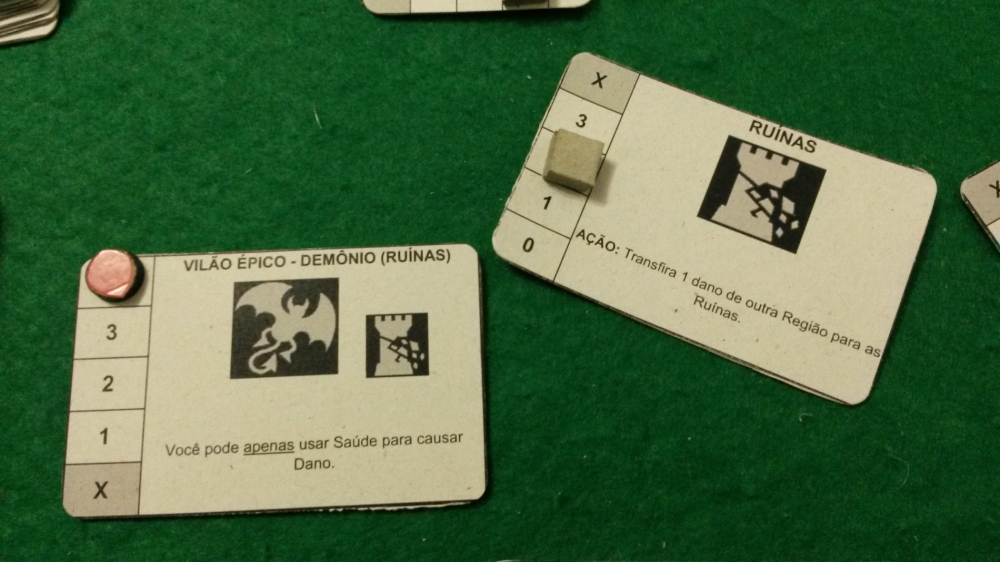 X
3
1
0
RUÍNAS
AÇÃO: Transfira 1 dano de outra Região para as
Ruínas.
VILÃO ÉPICO - DEMÔNIO (RUÍNAS)
3
2
1
X
Você pode apenas usar Saúde para causar
Dano.
X